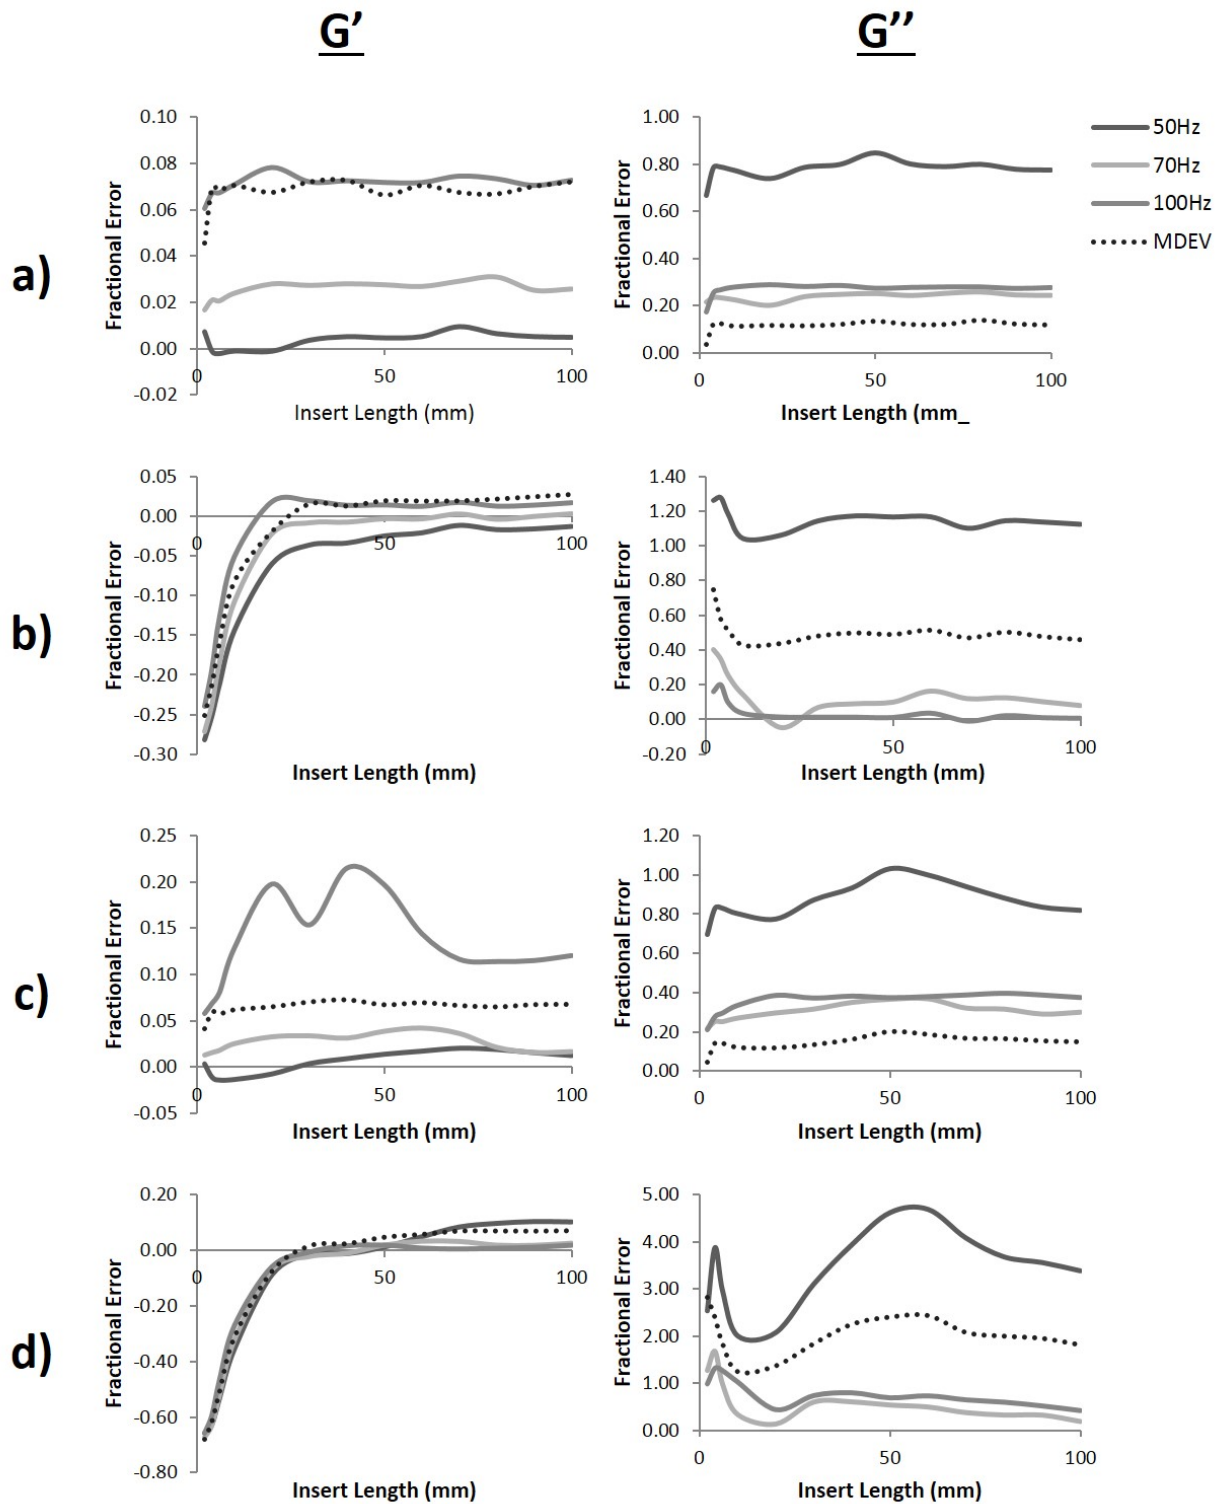 G’ G’’
a)
Fractional Error
0.10
0.08
0.06
0.04
0.02
0.00
-0.02
0 50 100
Insert Length (mm)
Fractional Error
1.00
0.80
0.60
0.40
0.20
0.00
0 50 100
Insert Length (mm_
50Hz
70Hz
100Hz
MDEV
b)
Fractional Error
0.05
0.00
-0.05
-0.10
-0.15
-0.20
-0.25
-0.30
0 50 100
Insert Length (mm)
Fractional Error
1.40
1.20
1.00
0.80
0.60
0.40
0.20
0.00
-0.20
0 50 100
Insert Length (mm)
c)
Fractional Error
0.25
0.20
0.15
0.10
0.05
0.00
-0.05
0 50 100
Insert Length (mm)
Fractional Error
1.20
1.00
0.80
0.60
0.40
0.20
0.00
0 50 100
Insert Length (mm)
d)
Fractional Error
0.20
0.00
-0.20
-0.40
-0.60
-0.80
0 50 100
Insert Length (mm)
Fractional Error
5.00
4.00
3.00
2.00
1.00
0.00
0 50 100
Insert Length (mm)